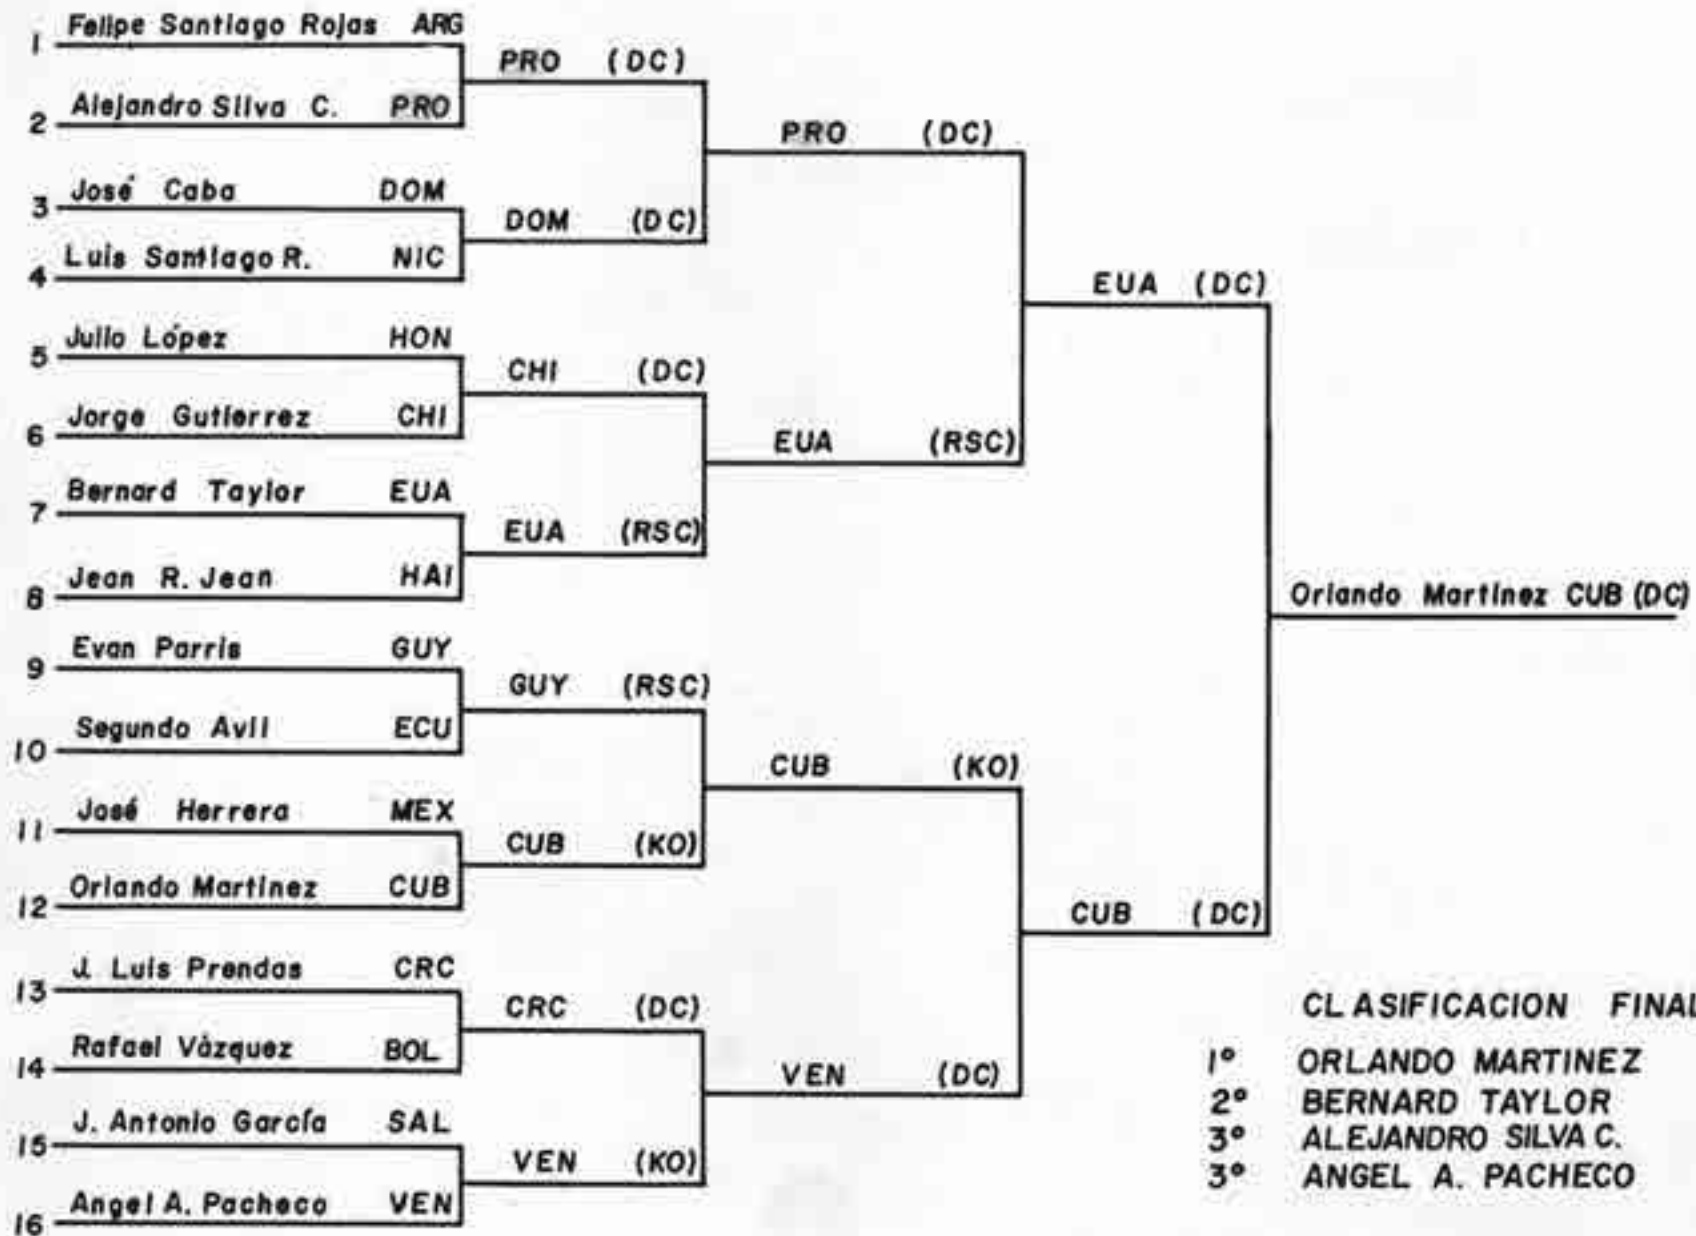 1 Felipe Santiago Rojas ARG
PRO (DC)
2 Alejandro Silva C. PRO
PRO (DC)
3 José Caba DOM
DOM (DC)
4 Luis Santiago R. NIC
EUA (DC)
5 Julio López HON
CHI (DC)
6 Jorge Gutierrez CHI
EUA (RSC)
7 Bernard Taylor EUA
EUA (RSC)
8 Jean R. Jean HAI
Orlando Martinez CUB (DC)
9 Evan Parris GUY
GUY (RSC)
10 Segundo Avil ECU
CUB (KO)
11 José Herrera MEX
CUB (KO)
12 Orlando Martinez CUB
CUB (DC)
13 J. Luis Prendas CRC
CRC (DC)
14 Rafael Vàzquez BOL
VEN (DC)
15 J. Antonio García SAL
VEN (KO)
16 Angel A. Pacheco VEN
CLASIFICACION FINAL
1º ORLANDO MARTINEZ
2º BERNARD TAYLOR
3º ALEJANDRO SILVA C.
3º ANGEL A. PACHECO